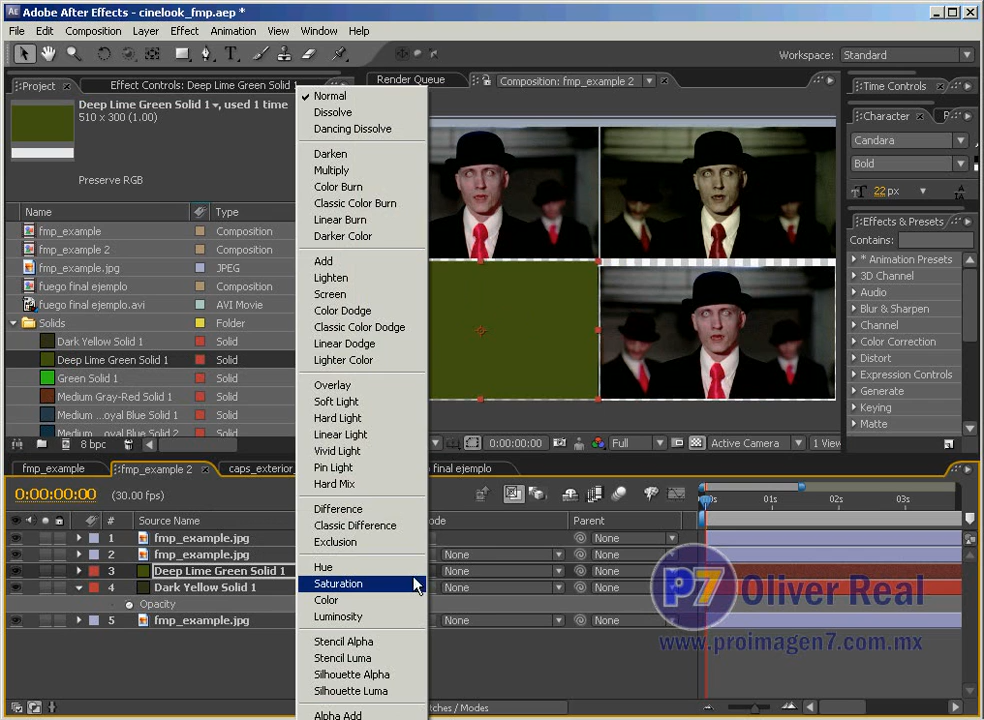 Adobe After Effects - cinelook_fmp.aep *
File Edit Composition Layer Effect Animation View Window Help
Workspace: Standard
Project
Effect Controls: Deep Lime Green Solid 1
Render Queue
Composition: fmp_example 2
Time Controls
Deep Lime Green Solid 1, used 1 time
510 x 300 (1.00)
Preserve RGB
Name Type
fmp_example Composition
fmp_example 2 Composition
fmp_example.jpg JPEG
fuego final ejemplo Composition
fuego final ejemplo.avi AVI Movie
Solids Folder
Dark Yellow Solid 1 Solid
Deep Lime Green Solid 1 Solid
Green Solid 1 Solid
Medium Gray-Red Solid 1 Solid
Medium ...oyal Blue Solid 1 Solid
Medium ...oyal Blue Solid 2 Solid
8 bpc
Normal
Dissolve
Dancing Dissolve
Darken
Multiply
Color Burn
Classic Color Burn
Linear Burn
Darker Color
Add
Lighten
Screen
Color Dodge
Classic Color Dodge
Linear Dodge
Lighter Color
Overlay
Soft Light
Hard Light
Linear Light
Vivid Light
Pin Light
Hard Mix
Difference
Classic Difference
Exclusion
Hue
Saturation
Color
Luminosity
Stencil Alpha
Stencil Luma
Silhouette Alpha
Silhouette Luma
Alpha Add
Character
Candara
Bold
22 px
Effects & Presets
Contains:
* Animation Presets
3D Channel
Audio
Blur & Sharpen
Channel
Color Correction
Distort
Expression Controls
Generate
Keying
Matte
0:00:00:00 Full Active Camera 1 View
fmp_example
fmp_example 2
caps_exterior_
final ejemplo
0:00:00:00 (30.00 fps)
01s 02s 03s
# Source Name ode Parent
1 fmp_example.jpg None
2 fmp_example.jpg None None
3 Deep Lime Green Solid 1 None None
4 Dark Yellow Solid 1 None None
Opacity
5 fmp_example.jpg None None
tches / Modes
P7 Oliver Real
www.proimagen7.com.mx